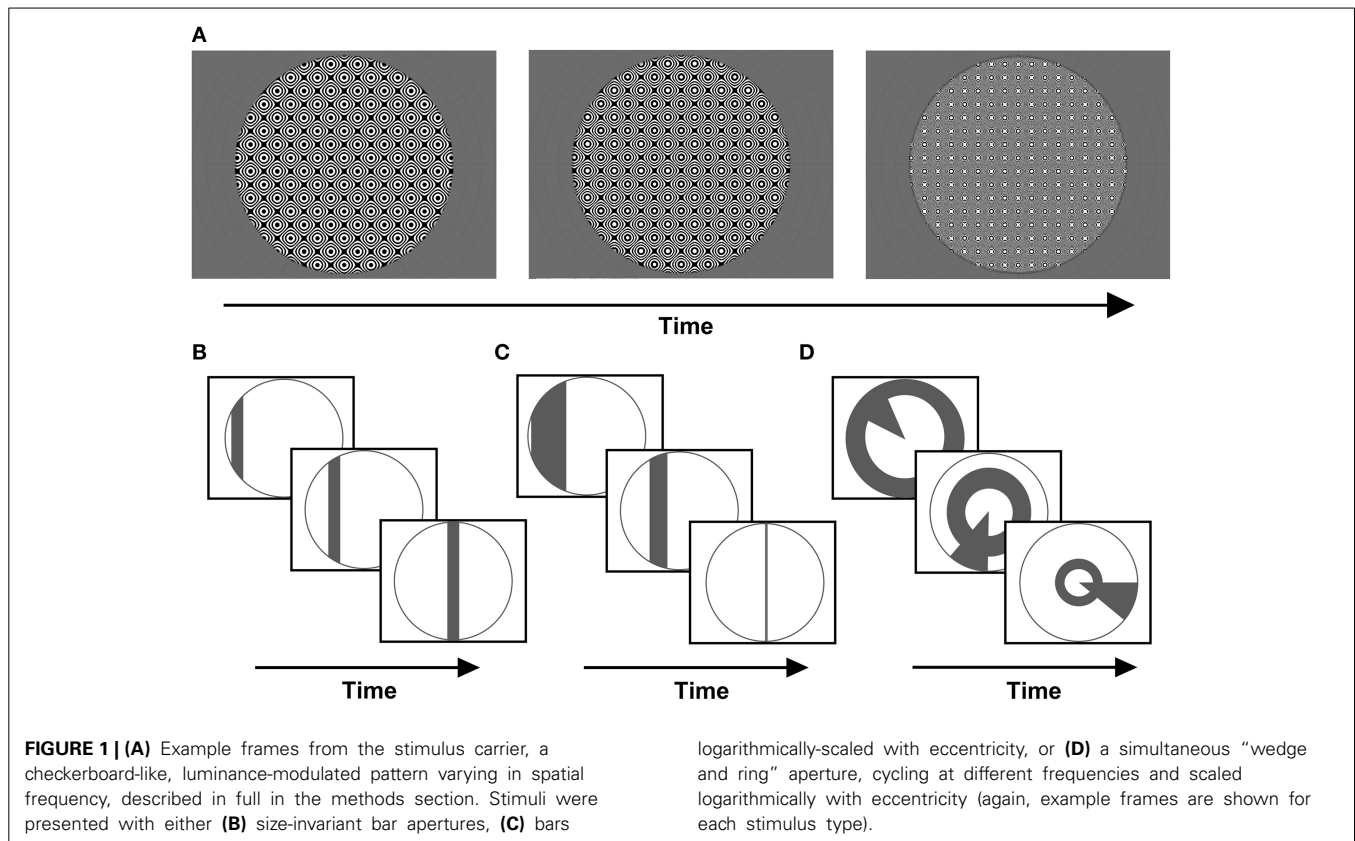 A
Time
B
C
D
Time
Time
Time
FIGURE 1 | (A) Example frames from the stimulus carrier, a
checkerboard-like, luminance-modulated pattern varying in spatial
frequency, described in full in the methods section. Stimuli were
presented with either (B) size-invariant bar apertures, (C) bars
logarithmically-scaled with eccentricity, or (D) a simultaneous “wedge
and ring” aperture, cycling at different frequencies and scaled
logarithmically with eccentricity (again, example frames are shown for
each stimulus type).